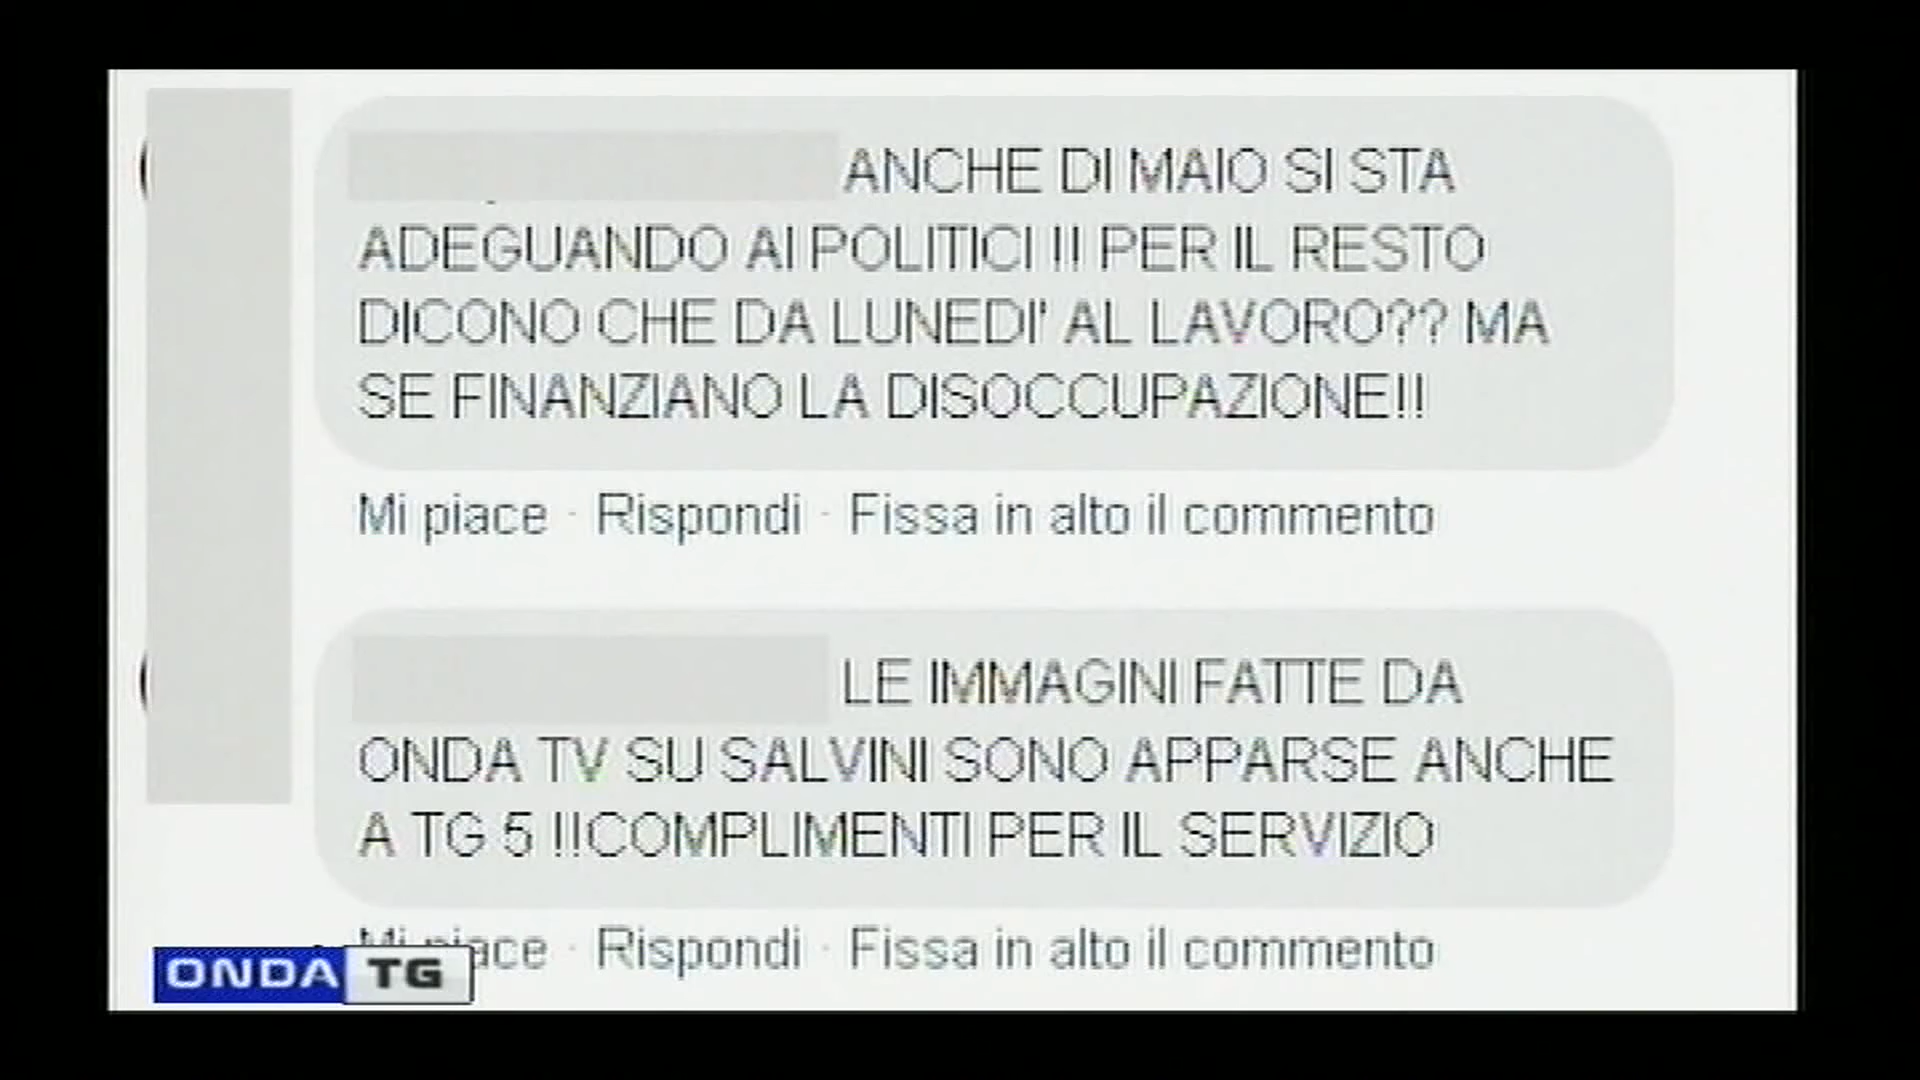 ANCHE DI MAIO SI STA
ADEGUANDO AI POLITICI !! PER IL RESTO
DICONO CHE DA LUNEDI' AL LAVORO?? MA
SE FINANZIANO LA DISOCCUPAZIONE!!
Mi piace · Rispondi · Fissa in alto il commento
LE IMMAGINI FATTE DA
ONDA TV SU SALVINI SONO APPARSE ANCHE
A TG 5 !!COMPLIMENTI PER IL SERVIZIO
Mi piace · Rispondi · Fissa in alto il commento
ONDA TG